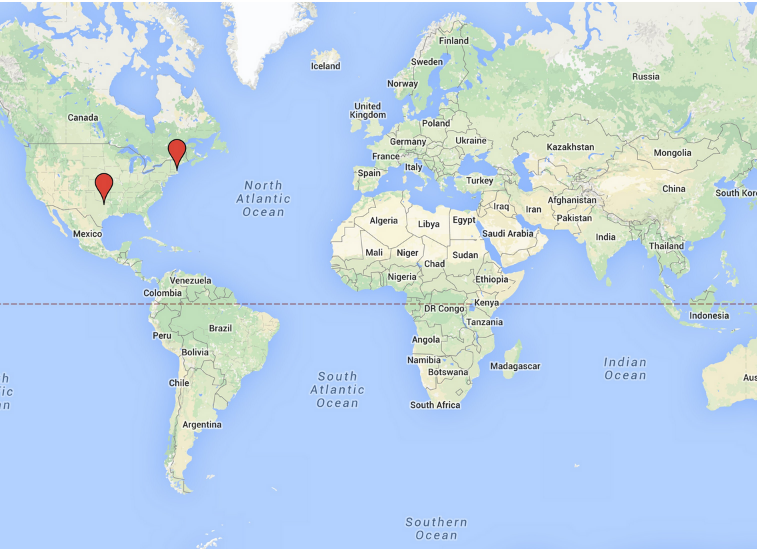 Finland
Sweden
Iceland
Russia
Norway
Canada
United
Kingdom
Poland
Germany
Ukraine
Kazakhstan
Mongolia
France
Italy
Spain
Turkey
North
Atlantic
Ocean
China
South Kor
Afghanistan
Iraq
Iran
Pakistan
Algeria
Libya
Egypt
Mexico
Saudi Arabia
India
Thailand
Mali
Niger
Chad
Sudan
Nigeria
Ethiopia
Venezuela
Colombia
Kenya
DR Congo
Indonesia
Tanzania
Brazil
Peru
Angola
Bolivia
Namibia
Botswana
Madagascar
Indian
Ocean
h
ic
n
Chile
South
Atlantic
Ocean
Aus
South Africa
Argentina
Southern
Ocean